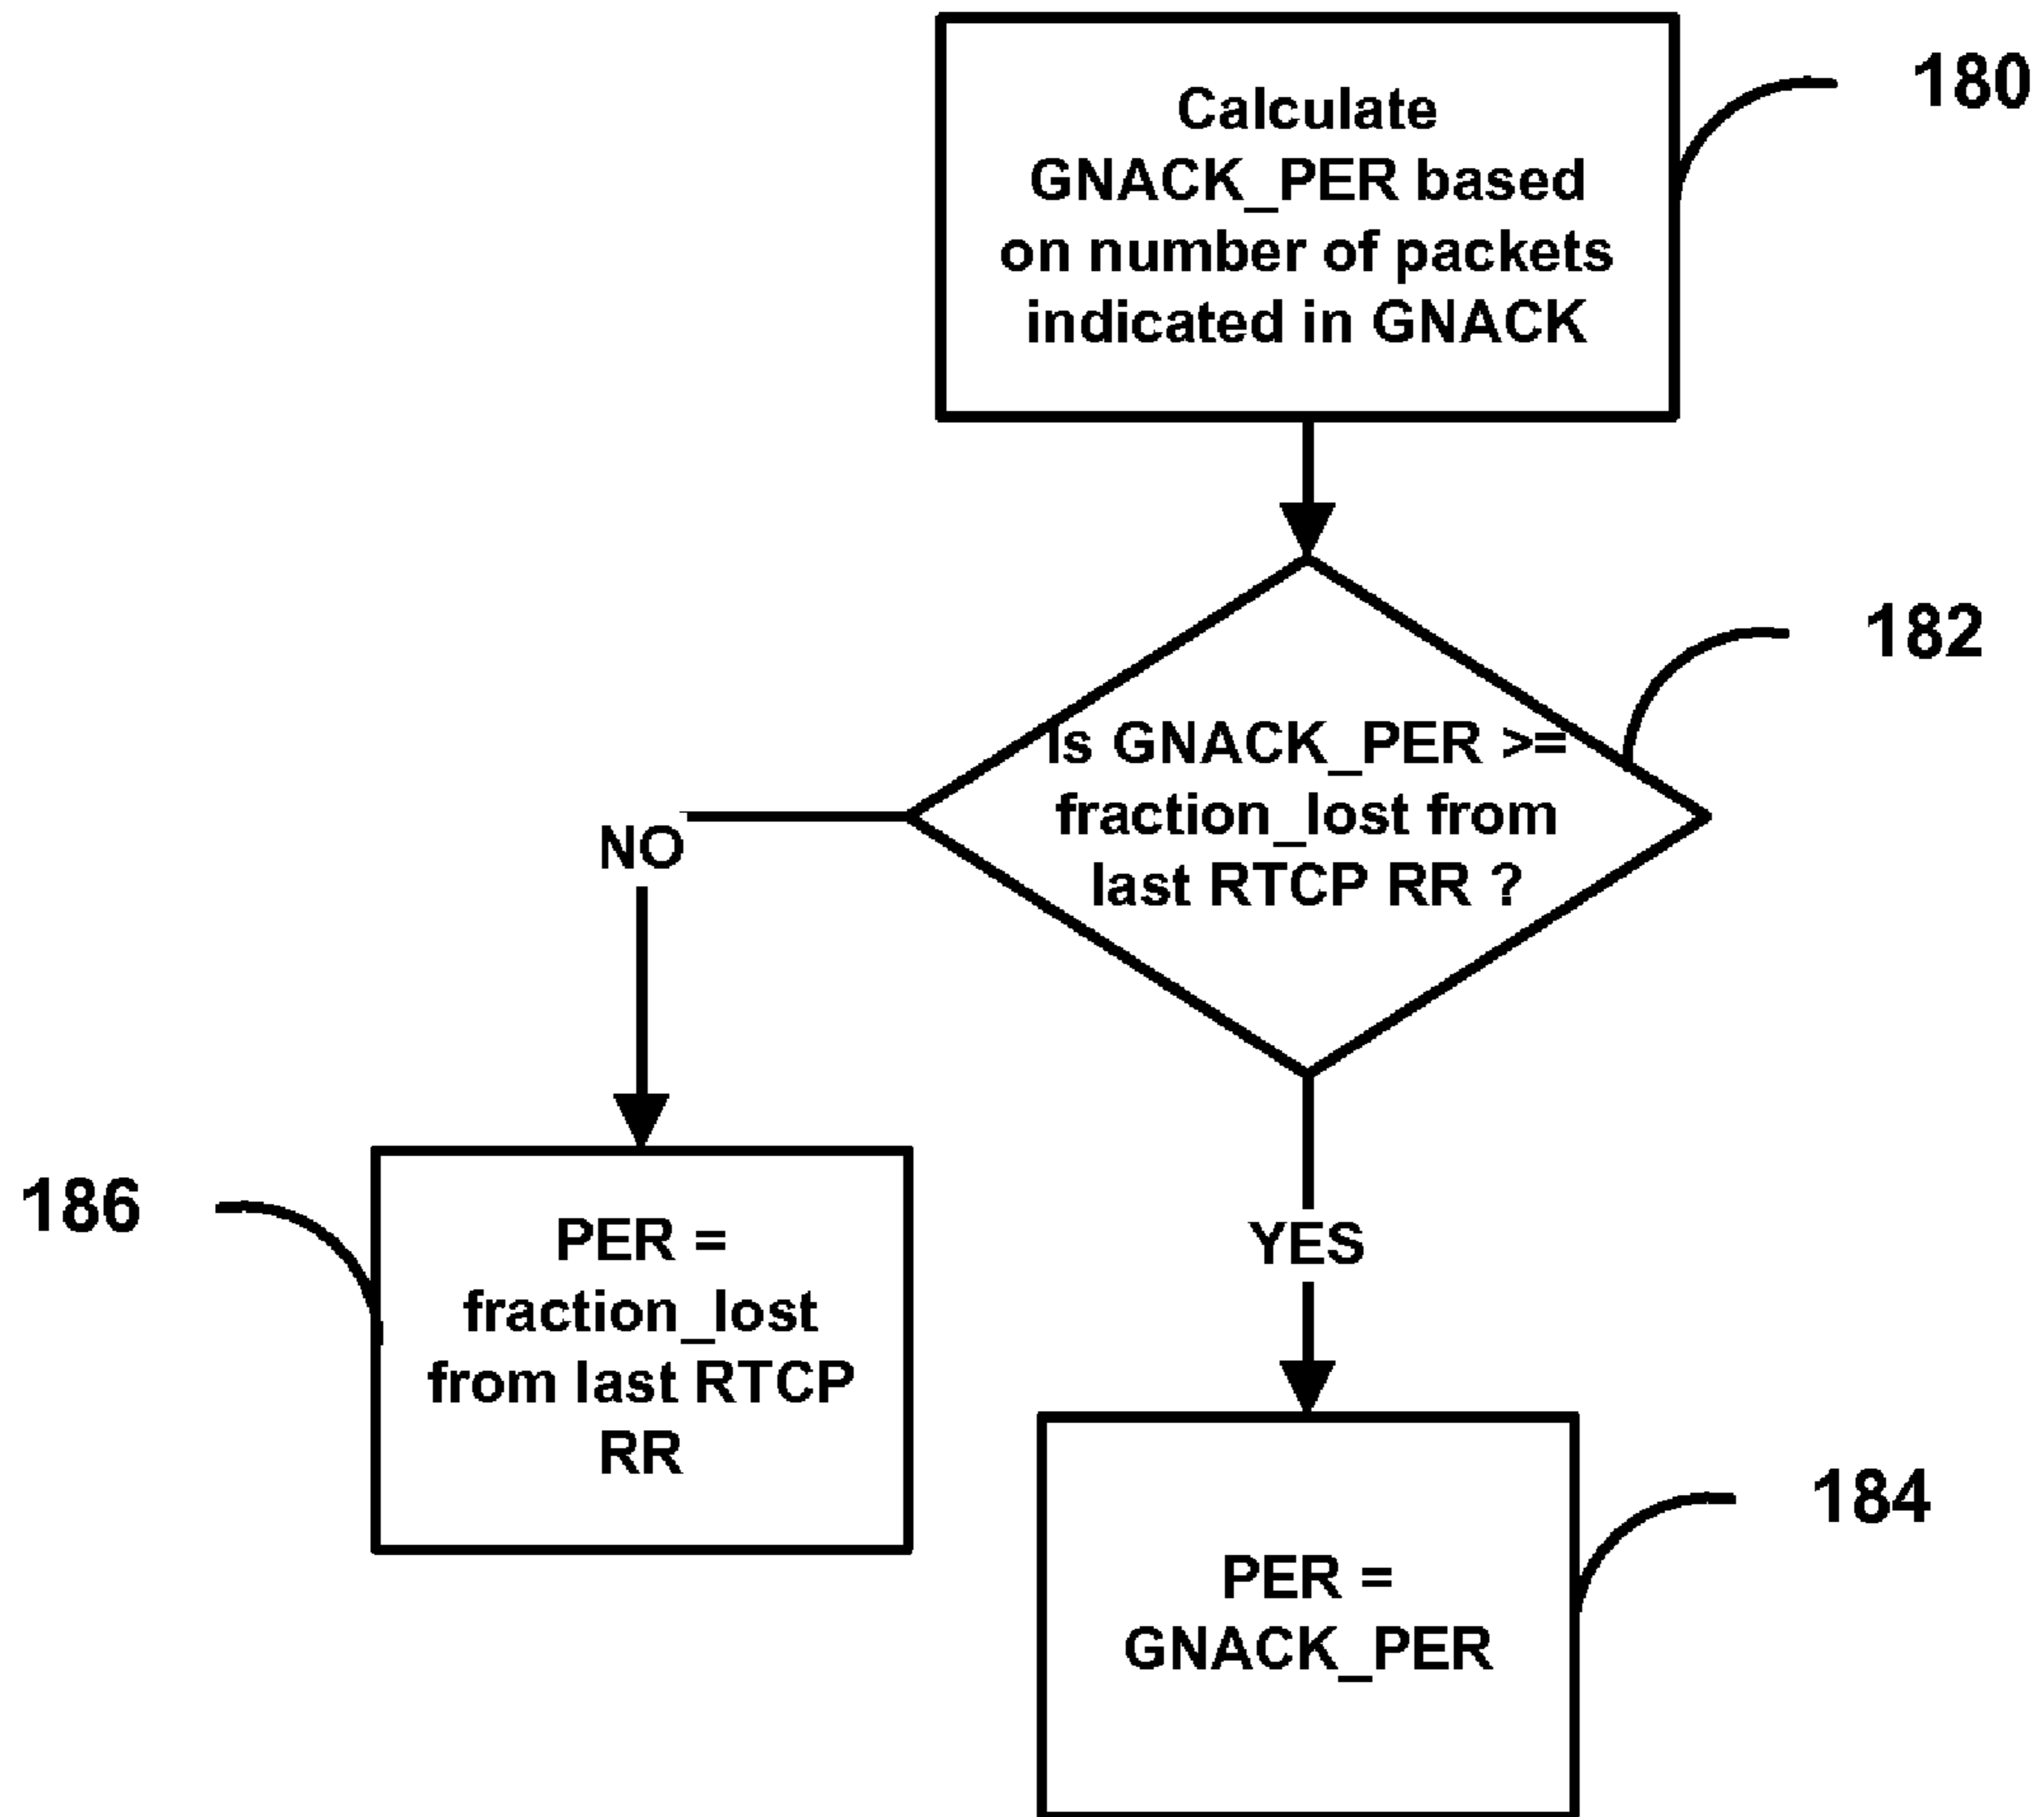 Calculate
GNACK_PER based
on number of packets
indicated in GNACK
180
182
Is GNACK_PER >=
fraction_lost from
last RTCP RR ?
NO
YES
186
PER =
fraction_lost
from last RTCP
RR
184
PER =
GNACK_PER